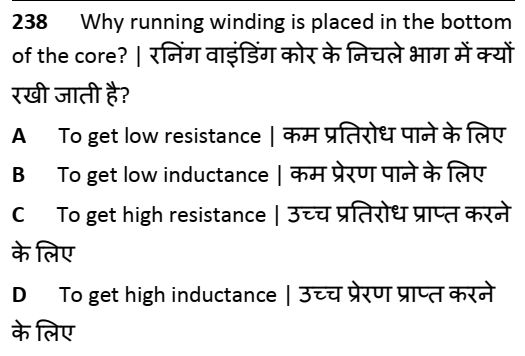 238 Why running winding is placed in the bottom
of the core? | रनिंग वाइंडिंग कोर के निचले भाग में क्यों
रखी जाती है?
A To get low resistance | कम प्रतिरोध पाने के लिए
B To get low inductance | कम प्रेरण पाने के लिए
C To get high resistance | उच्च प्रतिरोध प्राप्त करने
के लिए
D To get high inductance | उच्च प्रेरण प्राप्त करने
के लिए